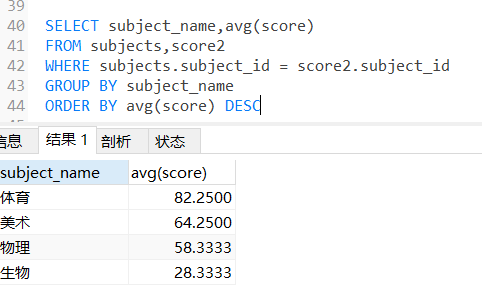 39
40 SELECT subject_name,avg(score)
41 FROM subjects,score2
42 WHERE subjects.subject_id = score2.subject_id
43 GROUP BY subject_name
44 ORDER BY avg(score) DESC
信息 结果 1 剖析 状态
subject_name avg(score)
体育 82.2500
美术 64.2500
物理 58.3333
生物 28.3333